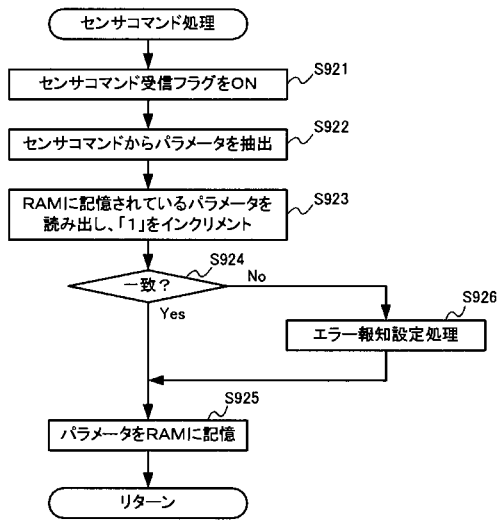 センサコマンド処理
S921
センサコマンド受信フラグをON
S922
センサコマンドからパラメータを抽出
S923
RAMに記憶されているパラメータを
読み出し、「1」をインクリメント
S924
一致?
No
Yes
S926
エラー報知設定処理
S925
パラメータをRAMに記憶
リターン